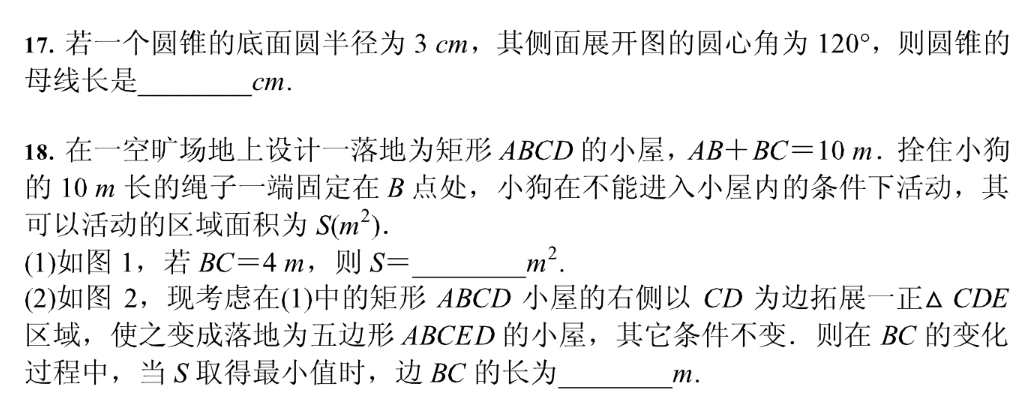 17. 若一个圆锥的底面圆半径为 3 cm，其侧面展开图的圆心角为 120°，则圆锥的
母线长是________cm.
18. 在一空旷场地上设计一落地为矩形 ABCD 的小屋，AB＋BC＝10 m．拴住小狗
的 10 m 长的绳子一端固定在 B 点处，小狗在不能进入小屋内的条件下活动，其
可以活动的区域面积为 S(m²).
(1)如图 1，若 BC＝4 m，则 S＝________m².
(2)如图 2，现考虑在(1)中的矩形 ABCD 小屋的右侧以 CD 为边拓展一正△ CDE
区域，使之变成落地为五边形 ABCED 的小屋，其它条件不变．则在 BC 的变化
过程中，当 S 取得最小值时，边 BC 的长为________m.